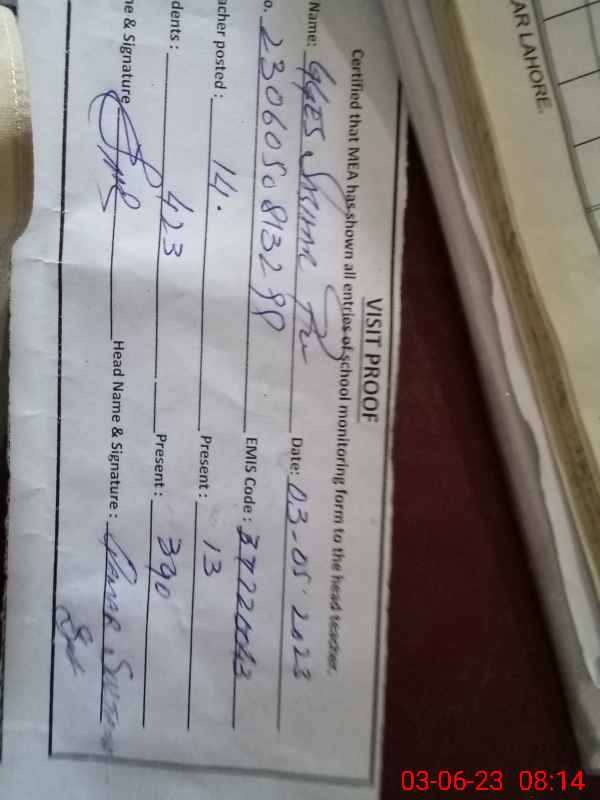 VISIT PROOF
Certified that MEA has shown all entries of school monitoring form to the head teacher.
Name: GGES Date: 03-05-2023
o. 2306050813298 EMIS Code:
acher posted : 14. Present : 13
dents : 423 Present : 390
me & Signature Head Name & Signature :
AR LAHORE.
03-06-23 08:14